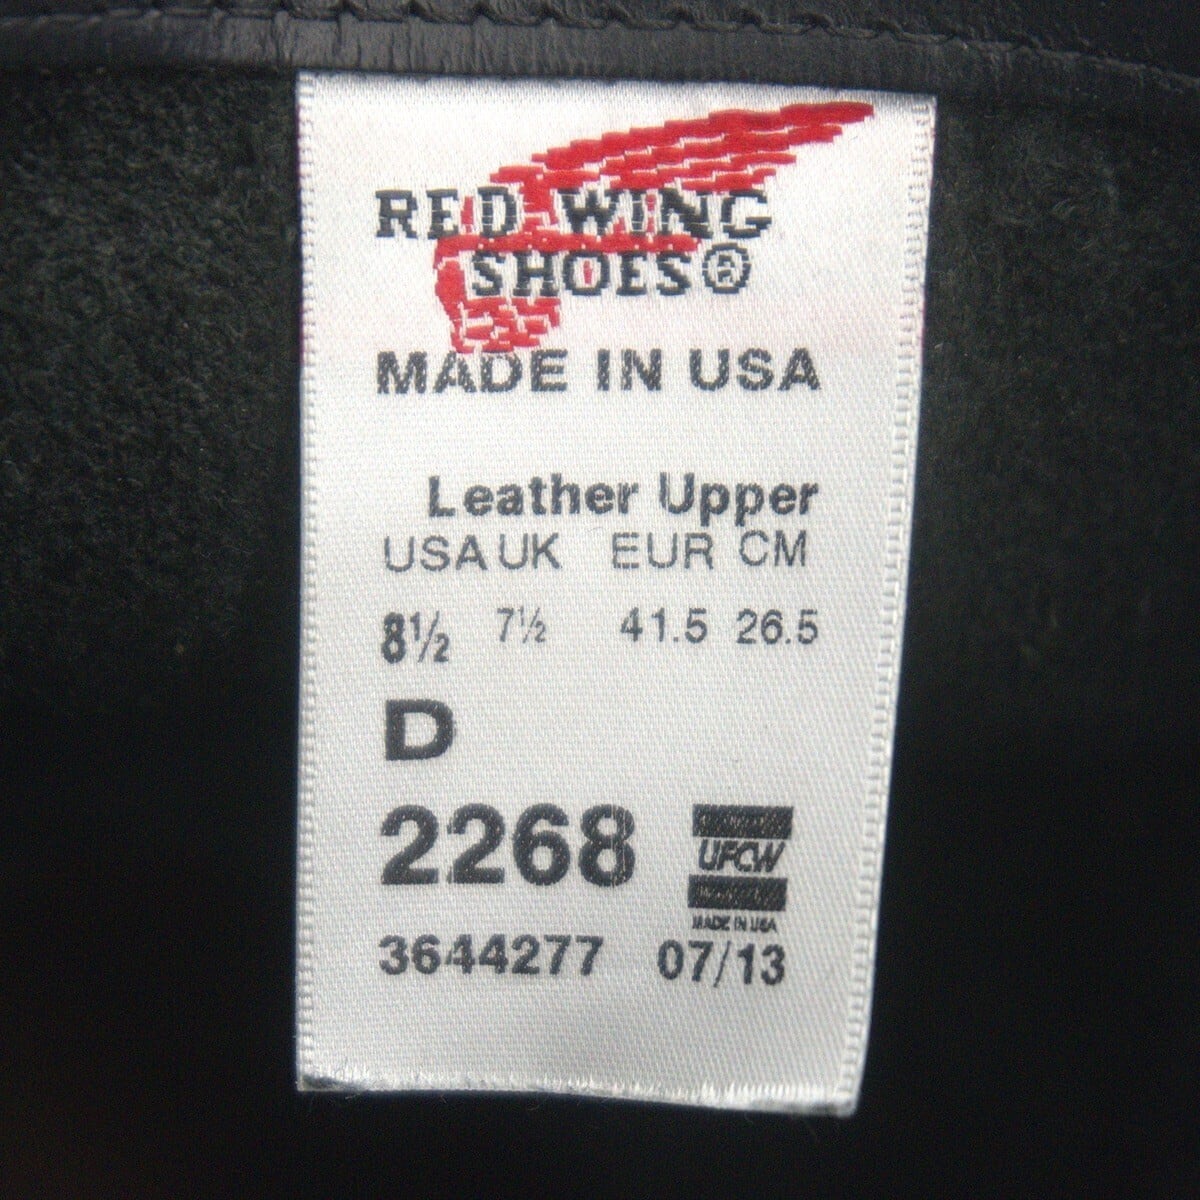 RED WING
SHOES®
MADE IN USA
Leather Upper
USA UK EUR CM
8½ 7½ 41.5 26.5
D
2268
UFCW
MADE IN USA
3644277 07/13